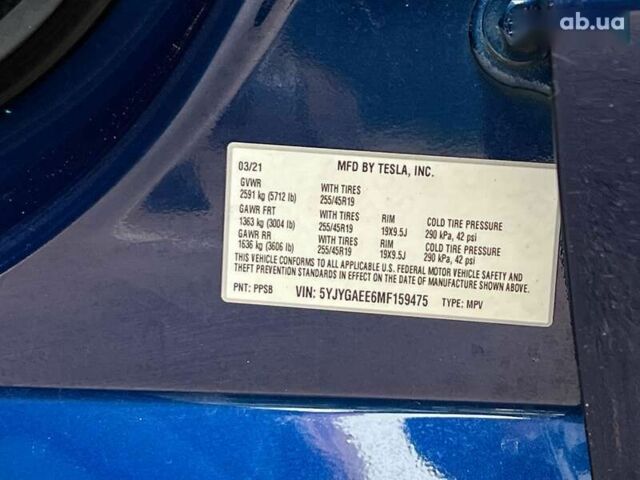 ab.ua
03/21 MFD BY TESLA, INC.
GVWR WITH TIRES
2591 kg (5712 lb) 255/45R19
GAWR FRT WITH TIRES RIM COLD TIRE PRESSURE
1363 kg (3004 lb) 255/45R19 19X9.5J 290 kPa, 42 psi
GAWR RR WITH TIRES RIM COLD TIRE PRESSURE
1636 kg (3606 lb) 255/45R19 19X9.5J 290 kPa, 42 psi
THIS VEHICLE CONFORMS TO ALL APPLICABLE U.S. FEDERAL MOTOR VEHICLE SAFETY AND
THEFT PREVENTION STANDARDS IN EFFECT ON THE DATE OF MANUFACTURE SHOWN ABOVE.
PNT: PPSB VIN: 5YJYGAEE6MF159475 TYPE: MPV